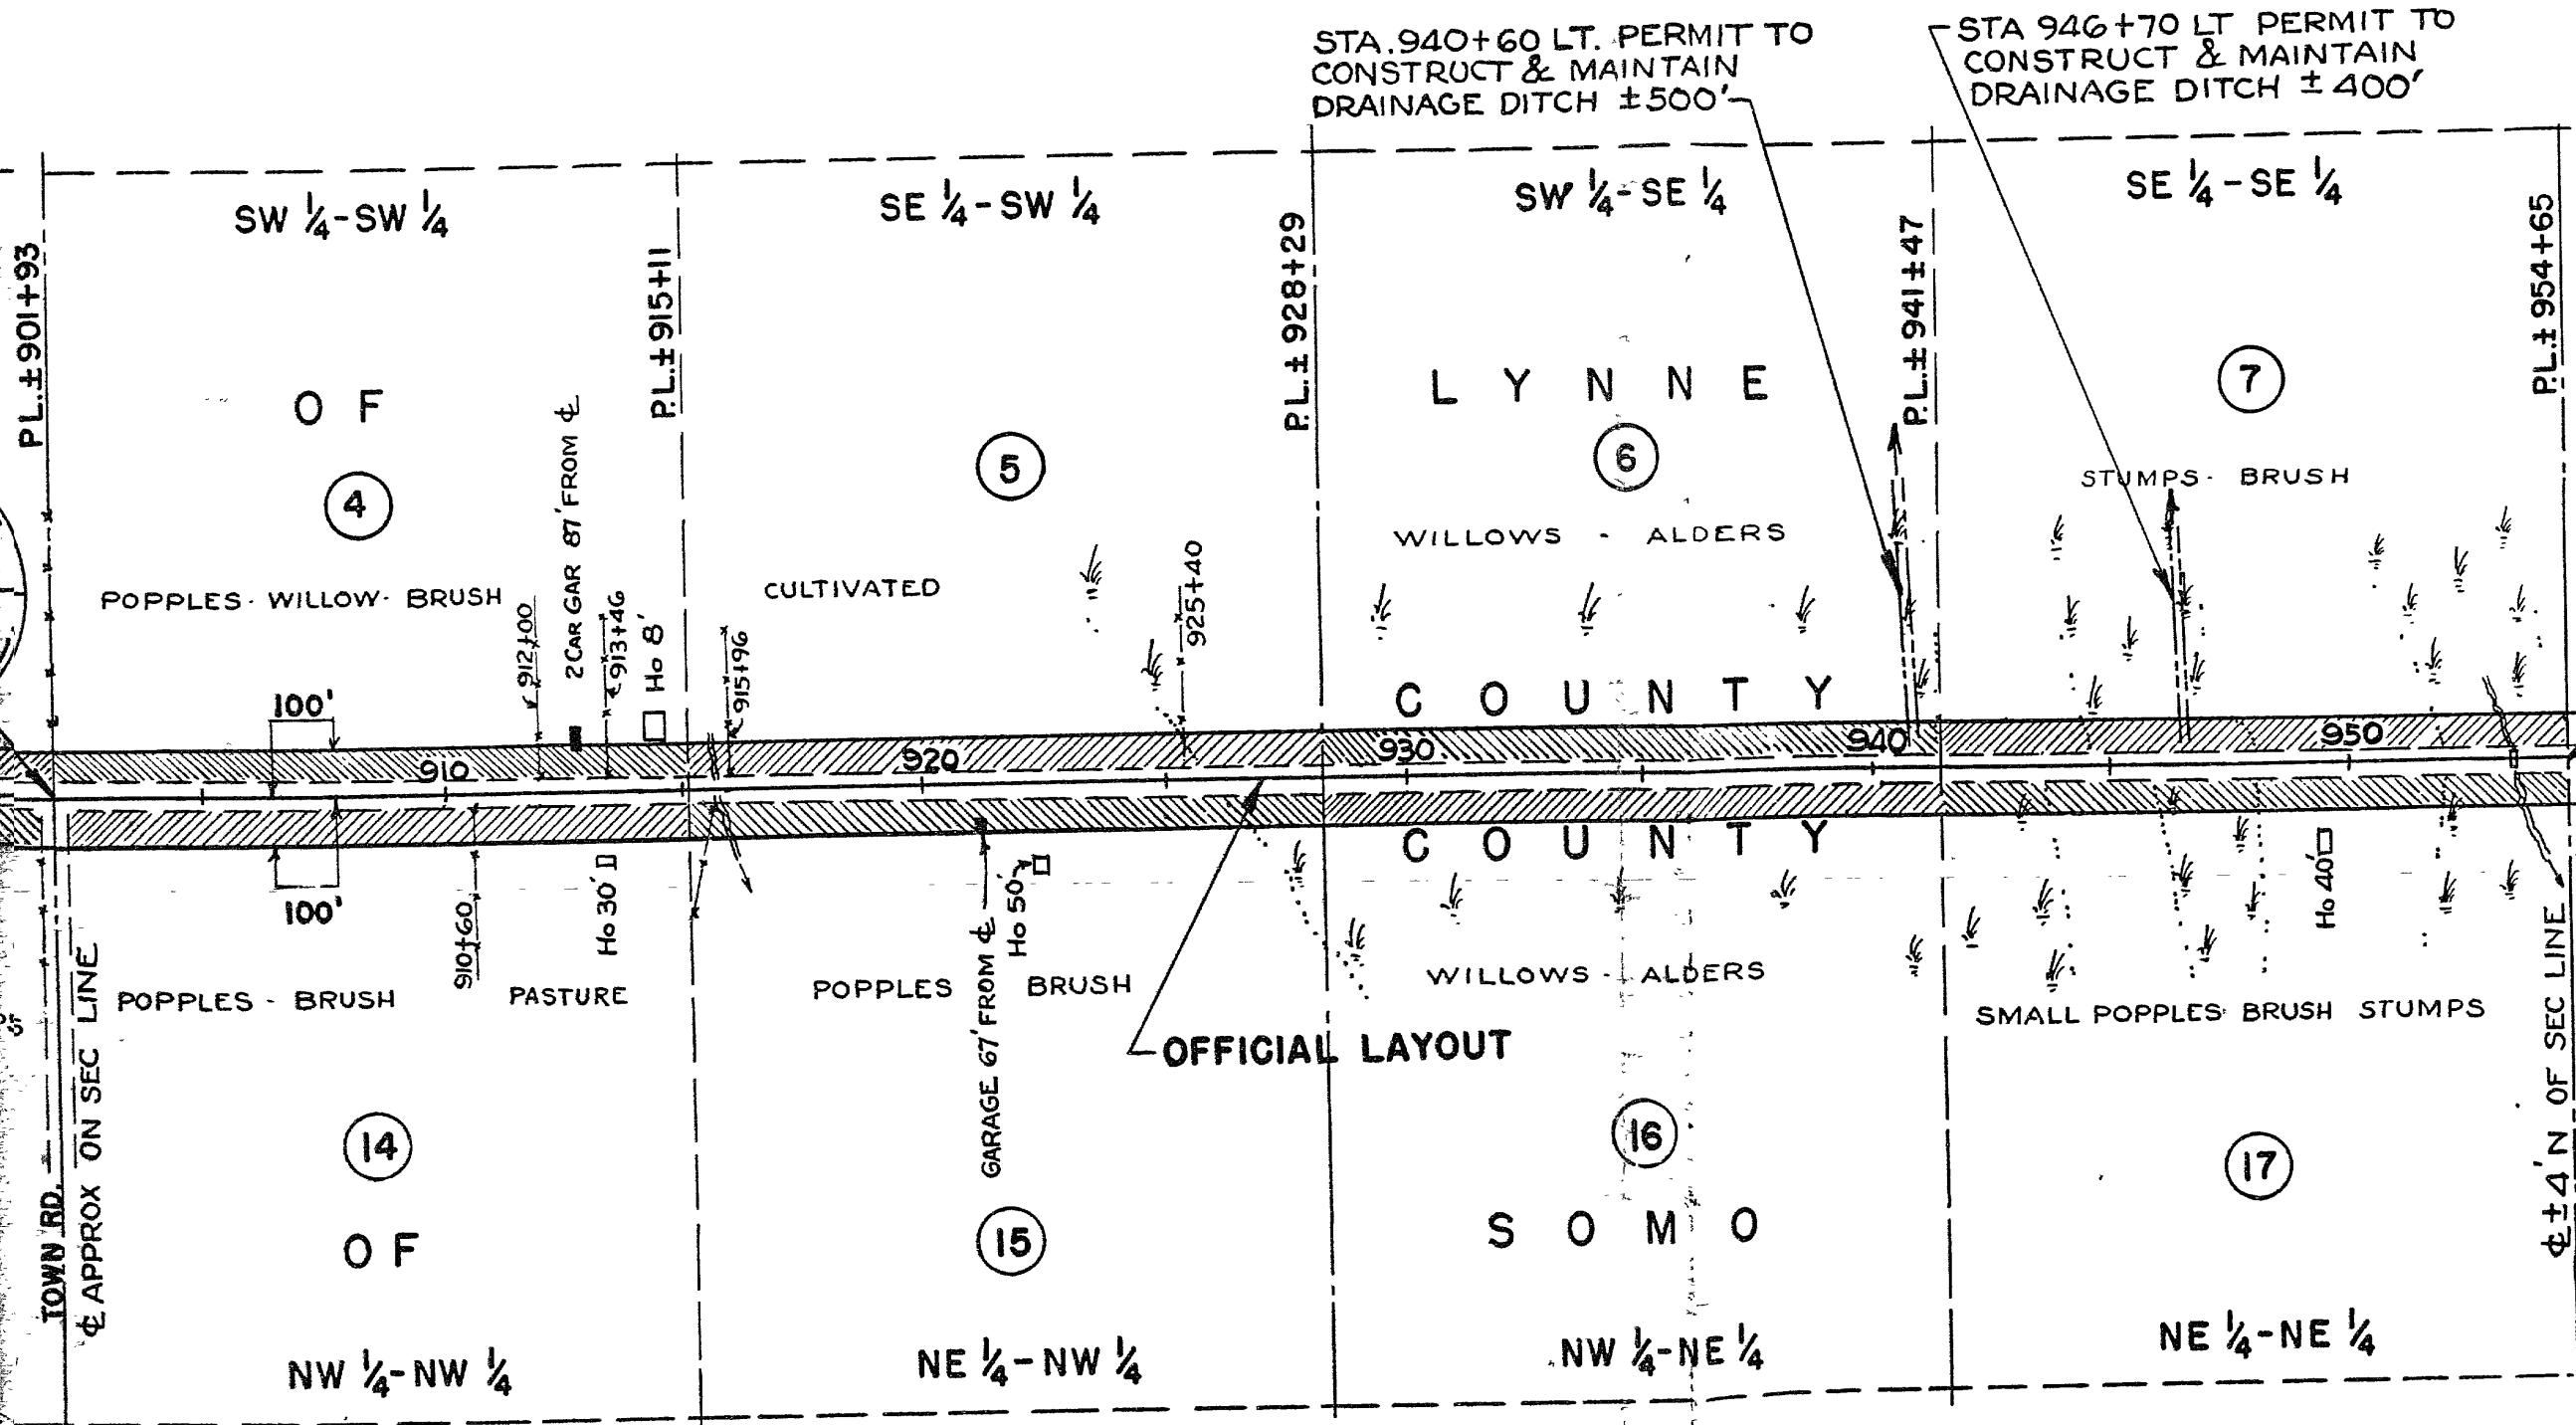 STA. 940+60 LT. PERMIT TO
CONSTRUCT & MAINTAIN
DRAINAGE DITCH ±500'
STA 946+70 LT PERMIT TO
CONSTRUCT & MAINTAIN
DRAINAGE DITCH ±400'
SW ¼-SW ¼
SE ¼-SW ¼
SW ¼-SE ¼
SE ¼-SE ¼
P.L.±901+93
P.L.±915+11
P.L.±928+29
P.L.±941±47
P.L.±954+65
OF
LYNNE
4
5
6
7
POPPLES-WILLOW-BRUSH
CULTIVATED
WILLOWS - ALDERS
STUMPS-BRUSH
912+00
2 CAR GAR 87' FROM ℄
913+46
Ho 8'
915+96
925+40
100'
COUNTY
910
920
930
940
950
COUNTY
100'
910+60
Ho 30'
GARAGE 67' FROM ℄
Ho 50'
Ho 40'
POPPLES - BRUSH
PASTURE
POPPLES BRUSH
WILLOWS - ALDERS
SMALL POPPLES BRUSH STUMPS
OFFICIAL LAYOUT
TOWN RD.
℄ APPROX ON SEC LINE
℄±4' N OF SEC LINE
14
15
16
17
OF
SOMO
NW ¼-NW ¼
NE ¼-NW ¼
NW ¼-NE ¼
NE ¼-NE ¼